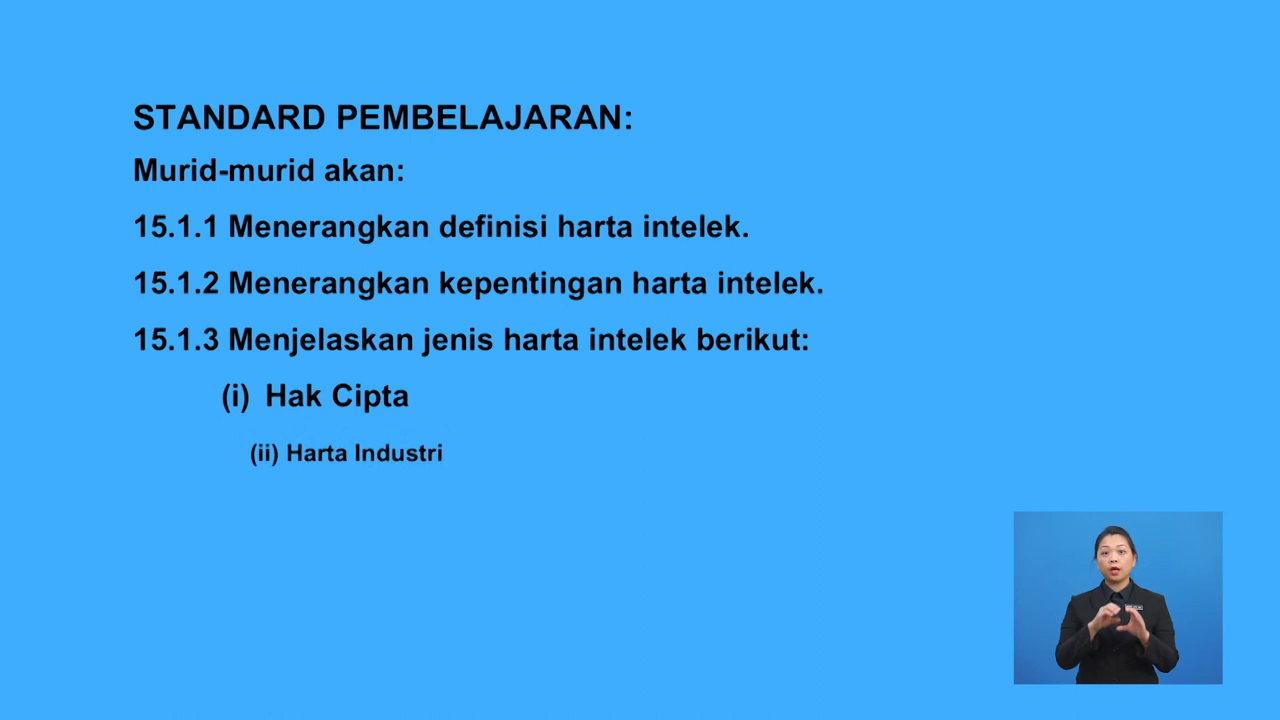 STANDARD PEMBELAJARAN:
Murid-murid akan:
15.1.1 Menerangkan definisi harta intelek.
15.1.2 Menerangkan kepentingan harta intelek.
15.1.3 Menjelaskan jenis harta intelek berikut:
(i) Hak Cipta
(ii) Harta Industri